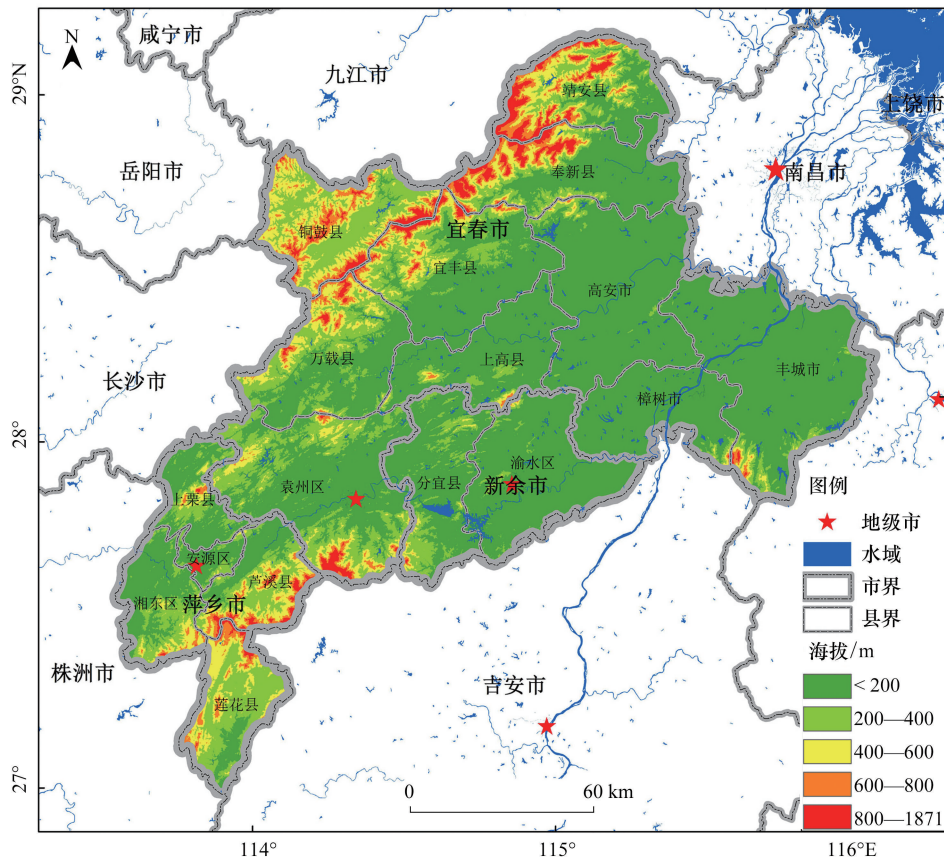 咸宁市
N
九江市
29°N
靖安县
上饶市
岳阳市
南昌市
奉新县
铜鼓县
宜春市
宜丰县
高安市
万载县
上高县
长沙市
丰城市
樟树市
28°
渝水区
袁州区
分宜县
新余市
上栗县
安源区
芦溪县
湘东区
萍乡市
株洲市
吉安市
莲花县
27°
0
60 km
图例
地级市
水域
市界
县界
海拔/m
<200
200—400
400—600
600—800
800—1871
114°
115°
116°E